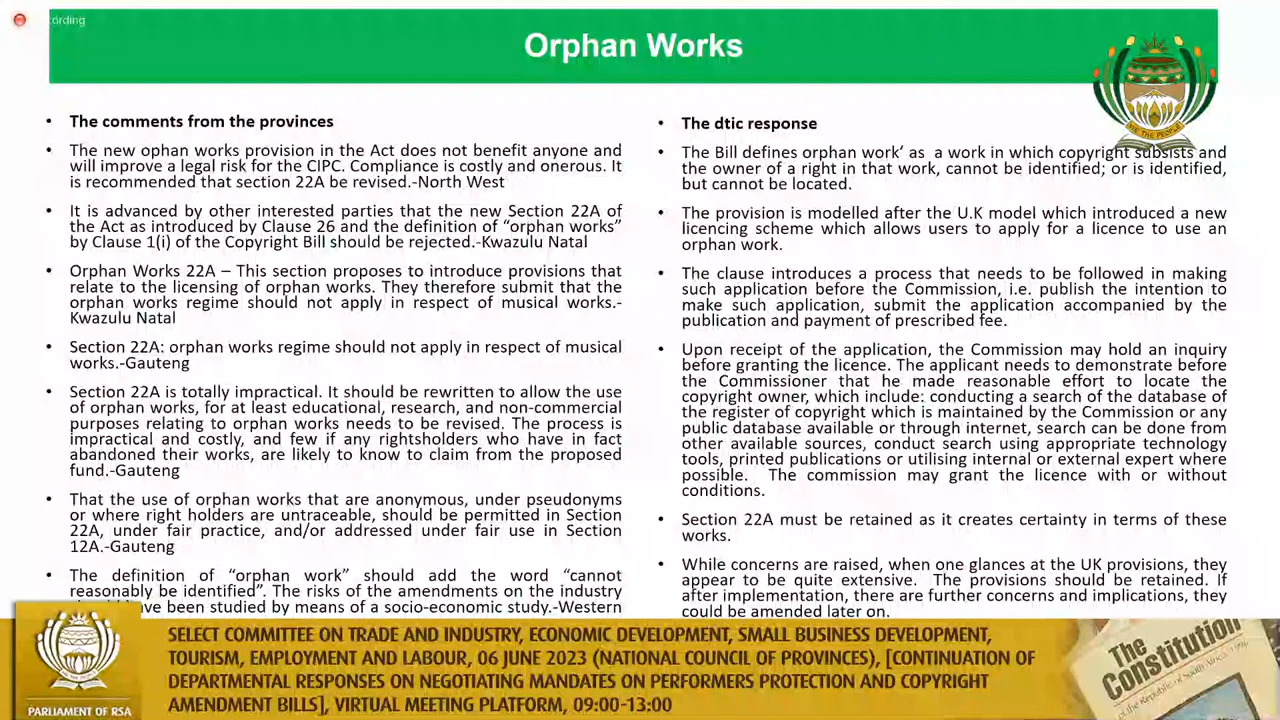 Orphan Works
• The comments from the provinces
• The new ophan works provision in the Act does not benefit anyone and
will improve a legal risk for the CIPC. Compliance is costly and onerous. It
is recommended that section 22A be revised.-North West
• It is advanced by other interested parties that the new Section 22A of
the Act as introduced by Clause 26 and the definition of “orphan works”
by Clause 1(i) of the Copyright Bill should be rejected.-Kwazulu Natal
• Orphan Works 22A – This section proposes to introduce provisions that
relate to the licensing of orphan works. They therefore submit that the
orphan works regime should not apply in respect of musical works.-
Kwazulu Natal
• Section 22A: orphan works regime should not apply in respect of musical
works.-Gauteng
• Section 22A is totally impractical. It should be rewritten to allow the use
of orphan works, for at least educational, research, and non-commercial
purposes relating to orphan works needs to be revised. The process is
impractical and costly, and few if any rightsholders who have in fact
abandoned their works, are likely to know to claim from the proposed
fund.-Gauteng
• That the use of orphan works that are anonymous, under pseudonyms
or where right holders are untraceable, should be permitted in Section
22A, under fair practice, and/or addressed under fair use in Section
12A.-Gauteng
• The definition of “orphan work” should add the word “cannot
reasonably be identified”. The risks of the amendments on the industry
have been studied by means of a socio-economic study.-Western
• The dtic response
• The Bill defines orphan work’ as a work in which copyright subsists and
the owner of a right in that work, cannot be identified; or is identified,
but cannot be located.
• The provision is modelled after the U.K model which introduced a new
licencing scheme which allows users to apply for a licence to use an
orphan work.
• The clause introduces a process that needs to be followed in making
such application before the Commission, i.e. publish the intention to
make such application, submit the application accompanied by the
publication and payment of prescribed fee.
• Upon receipt of the application, the Commission may hold an inquiry
before granting the licence. The applicant needs to demonstrate before
the Commissioner that he made reasonable effort to locate the
copyright owner, which include: conducting a search of the database of
the register of copyright which is maintained by the Commission or any
public database available or through internet, search can be done from
other available sources, conduct search using appropriate technology
tools, printed publications or utilising internal or external expert where
possible. The commission may grant the licence with or without
conditions.
• Section 22A must be retained as it creates certainty in terms of these
works.
• While concerns are raised, when one glances at the UK provisions, they
appear to be quite extensive. The provisions should be retained. If
after implementation, there are further concerns and implications, they
could be amended later on.
WE THE PEOPLE
PARLIAMENT OF RSA
SELECT COMMITTEE ON TRADE AND INDUSTRY, ECONOMIC DEVELOPMENT, SMALL BUSINESS DEVELOPMENT,
TOURISM, EMPLOYMENT AND LABOUR, 06 JUNE 2023 (NATIONAL COUNCIL OF PROVINCES), [CONTINUATION OF
DEPARTMENTAL RESPONSES ON NEGOTIATING MANDATES ON PERFORMERS PROTECTION AND COPYRIGHT
AMENDMENT BILLS], VIRTUAL MEETING PLATFORM, 09:00-13:00
The
Constitution